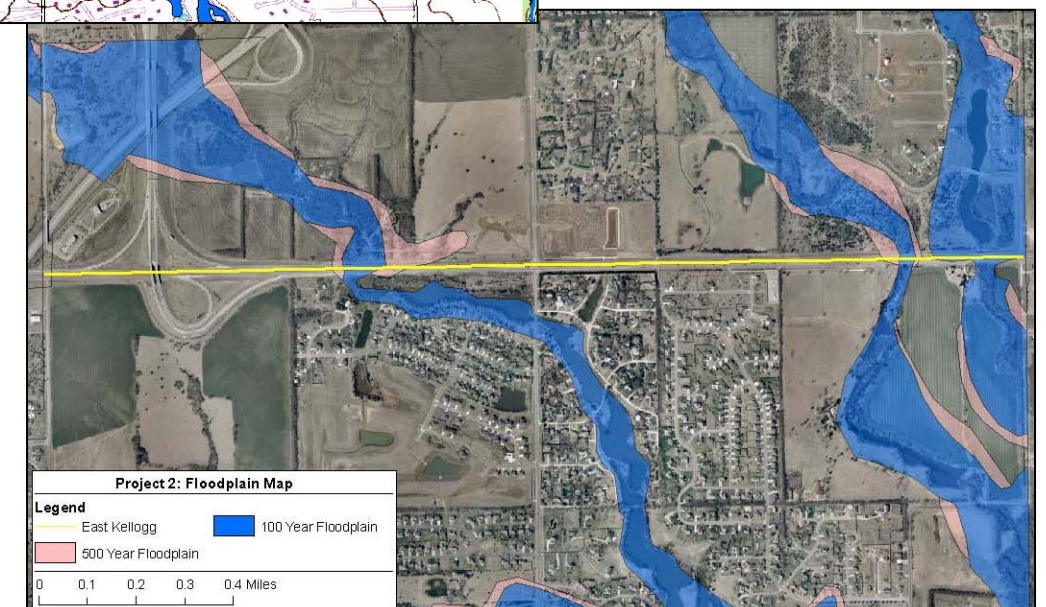 Project 2: Floodplain Map
Legend
East Kellogg 100 Year Floodplain
500 Year Floodplain
0 0.1 0.2 0.3 0.4 Miles